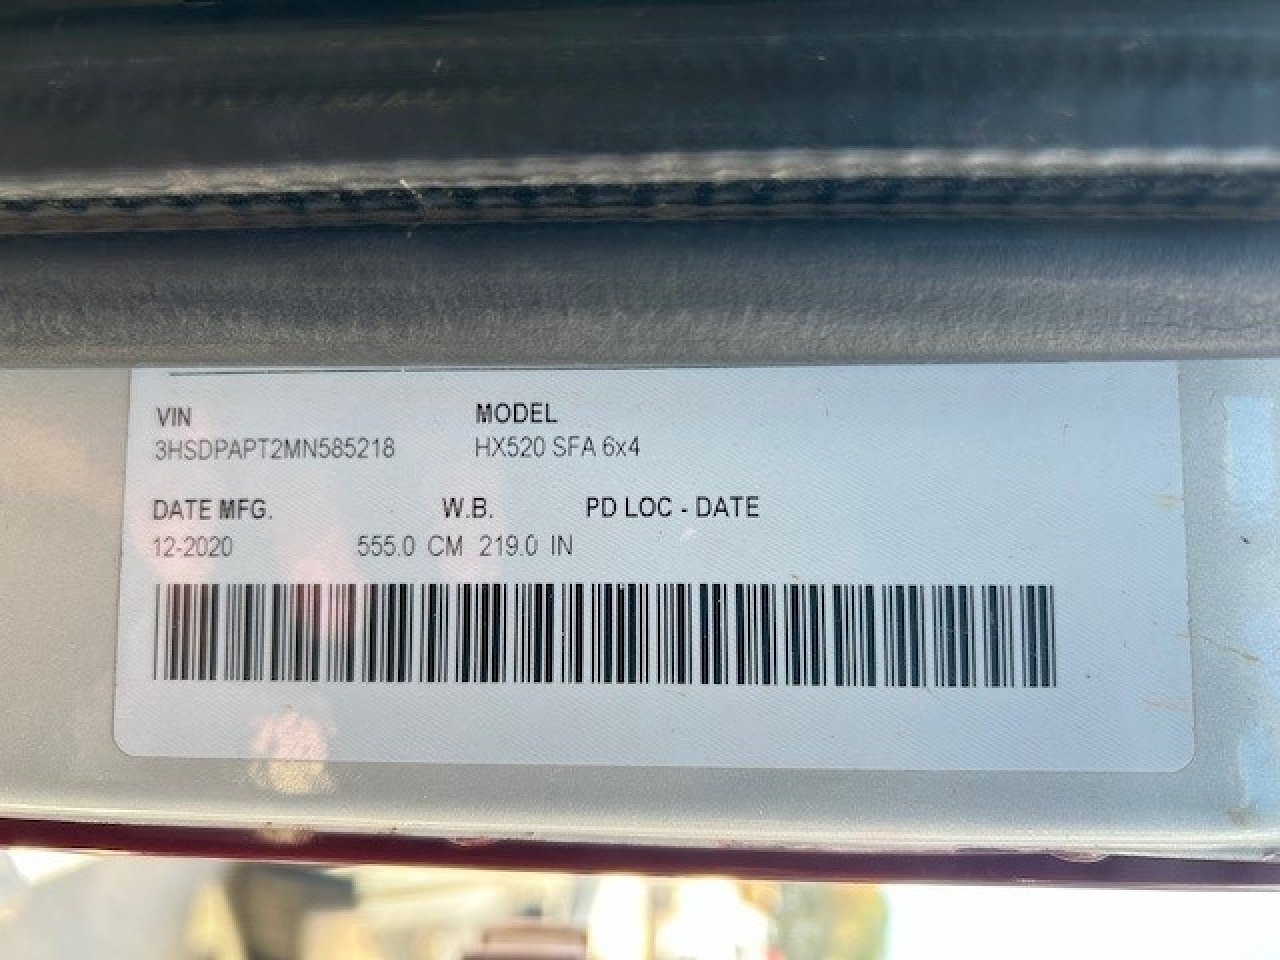 VIN MODEL
3HSDPAPT2MN585218 HX520 SFA 6x4
DATE MFG. W.B. PD LOC - DATE
12-2020 555.0 CM 219.0 IN